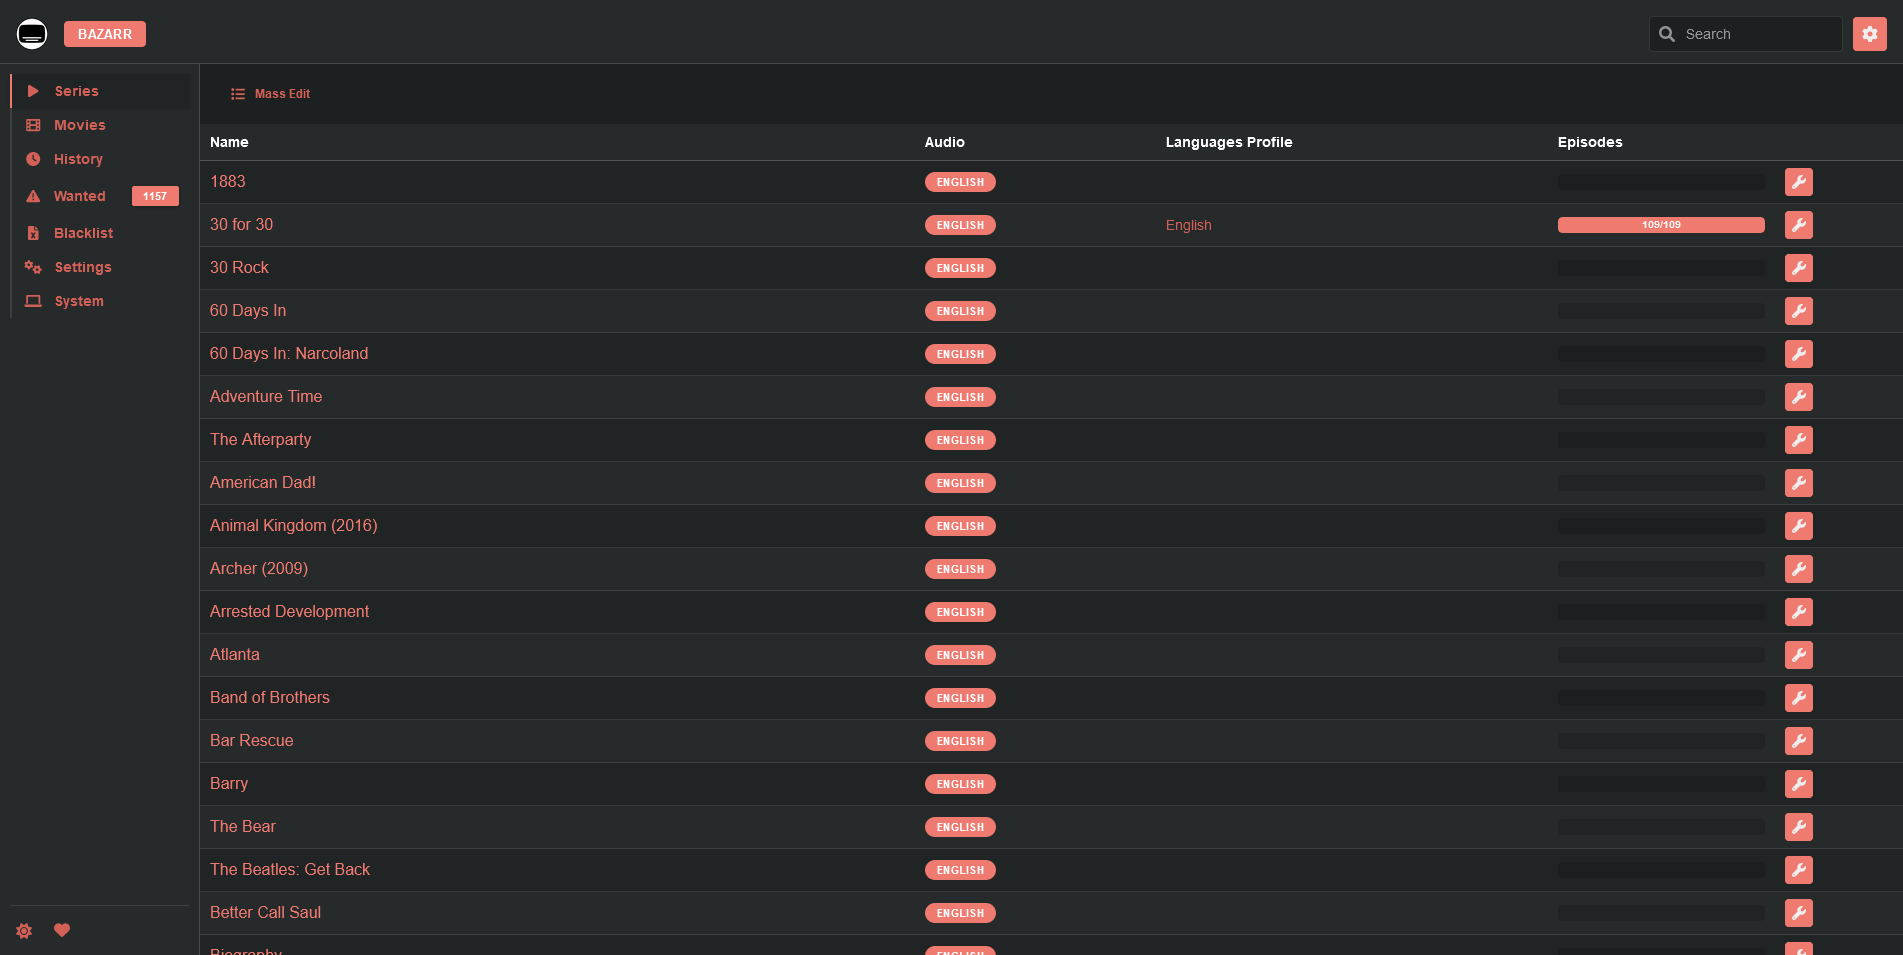 BAZARR
Search
Series
Movies
History
Wanted 1157
Blacklist
Settings
System
Mass Edit
Name Audio Languages Profile Episodes
1883 ENGLISH
30 for 30 ENGLISH English 109/109
30 Rock ENGLISH
60 Days In ENGLISH
60 Days In: Narcoland ENGLISH
Adventure Time ENGLISH
The Afterparty ENGLISH
American Dad! ENGLISH
Animal Kingdom (2016) ENGLISH
Archer (2009) ENGLISH
Arrested Development ENGLISH
Atlanta ENGLISH
Band of Brothers ENGLISH
Bar Rescue ENGLISH
Barry ENGLISH
The Bear ENGLISH
The Beatles: Get Back ENGLISH
Better Call Saul ENGLISH
Biography ENGLISH